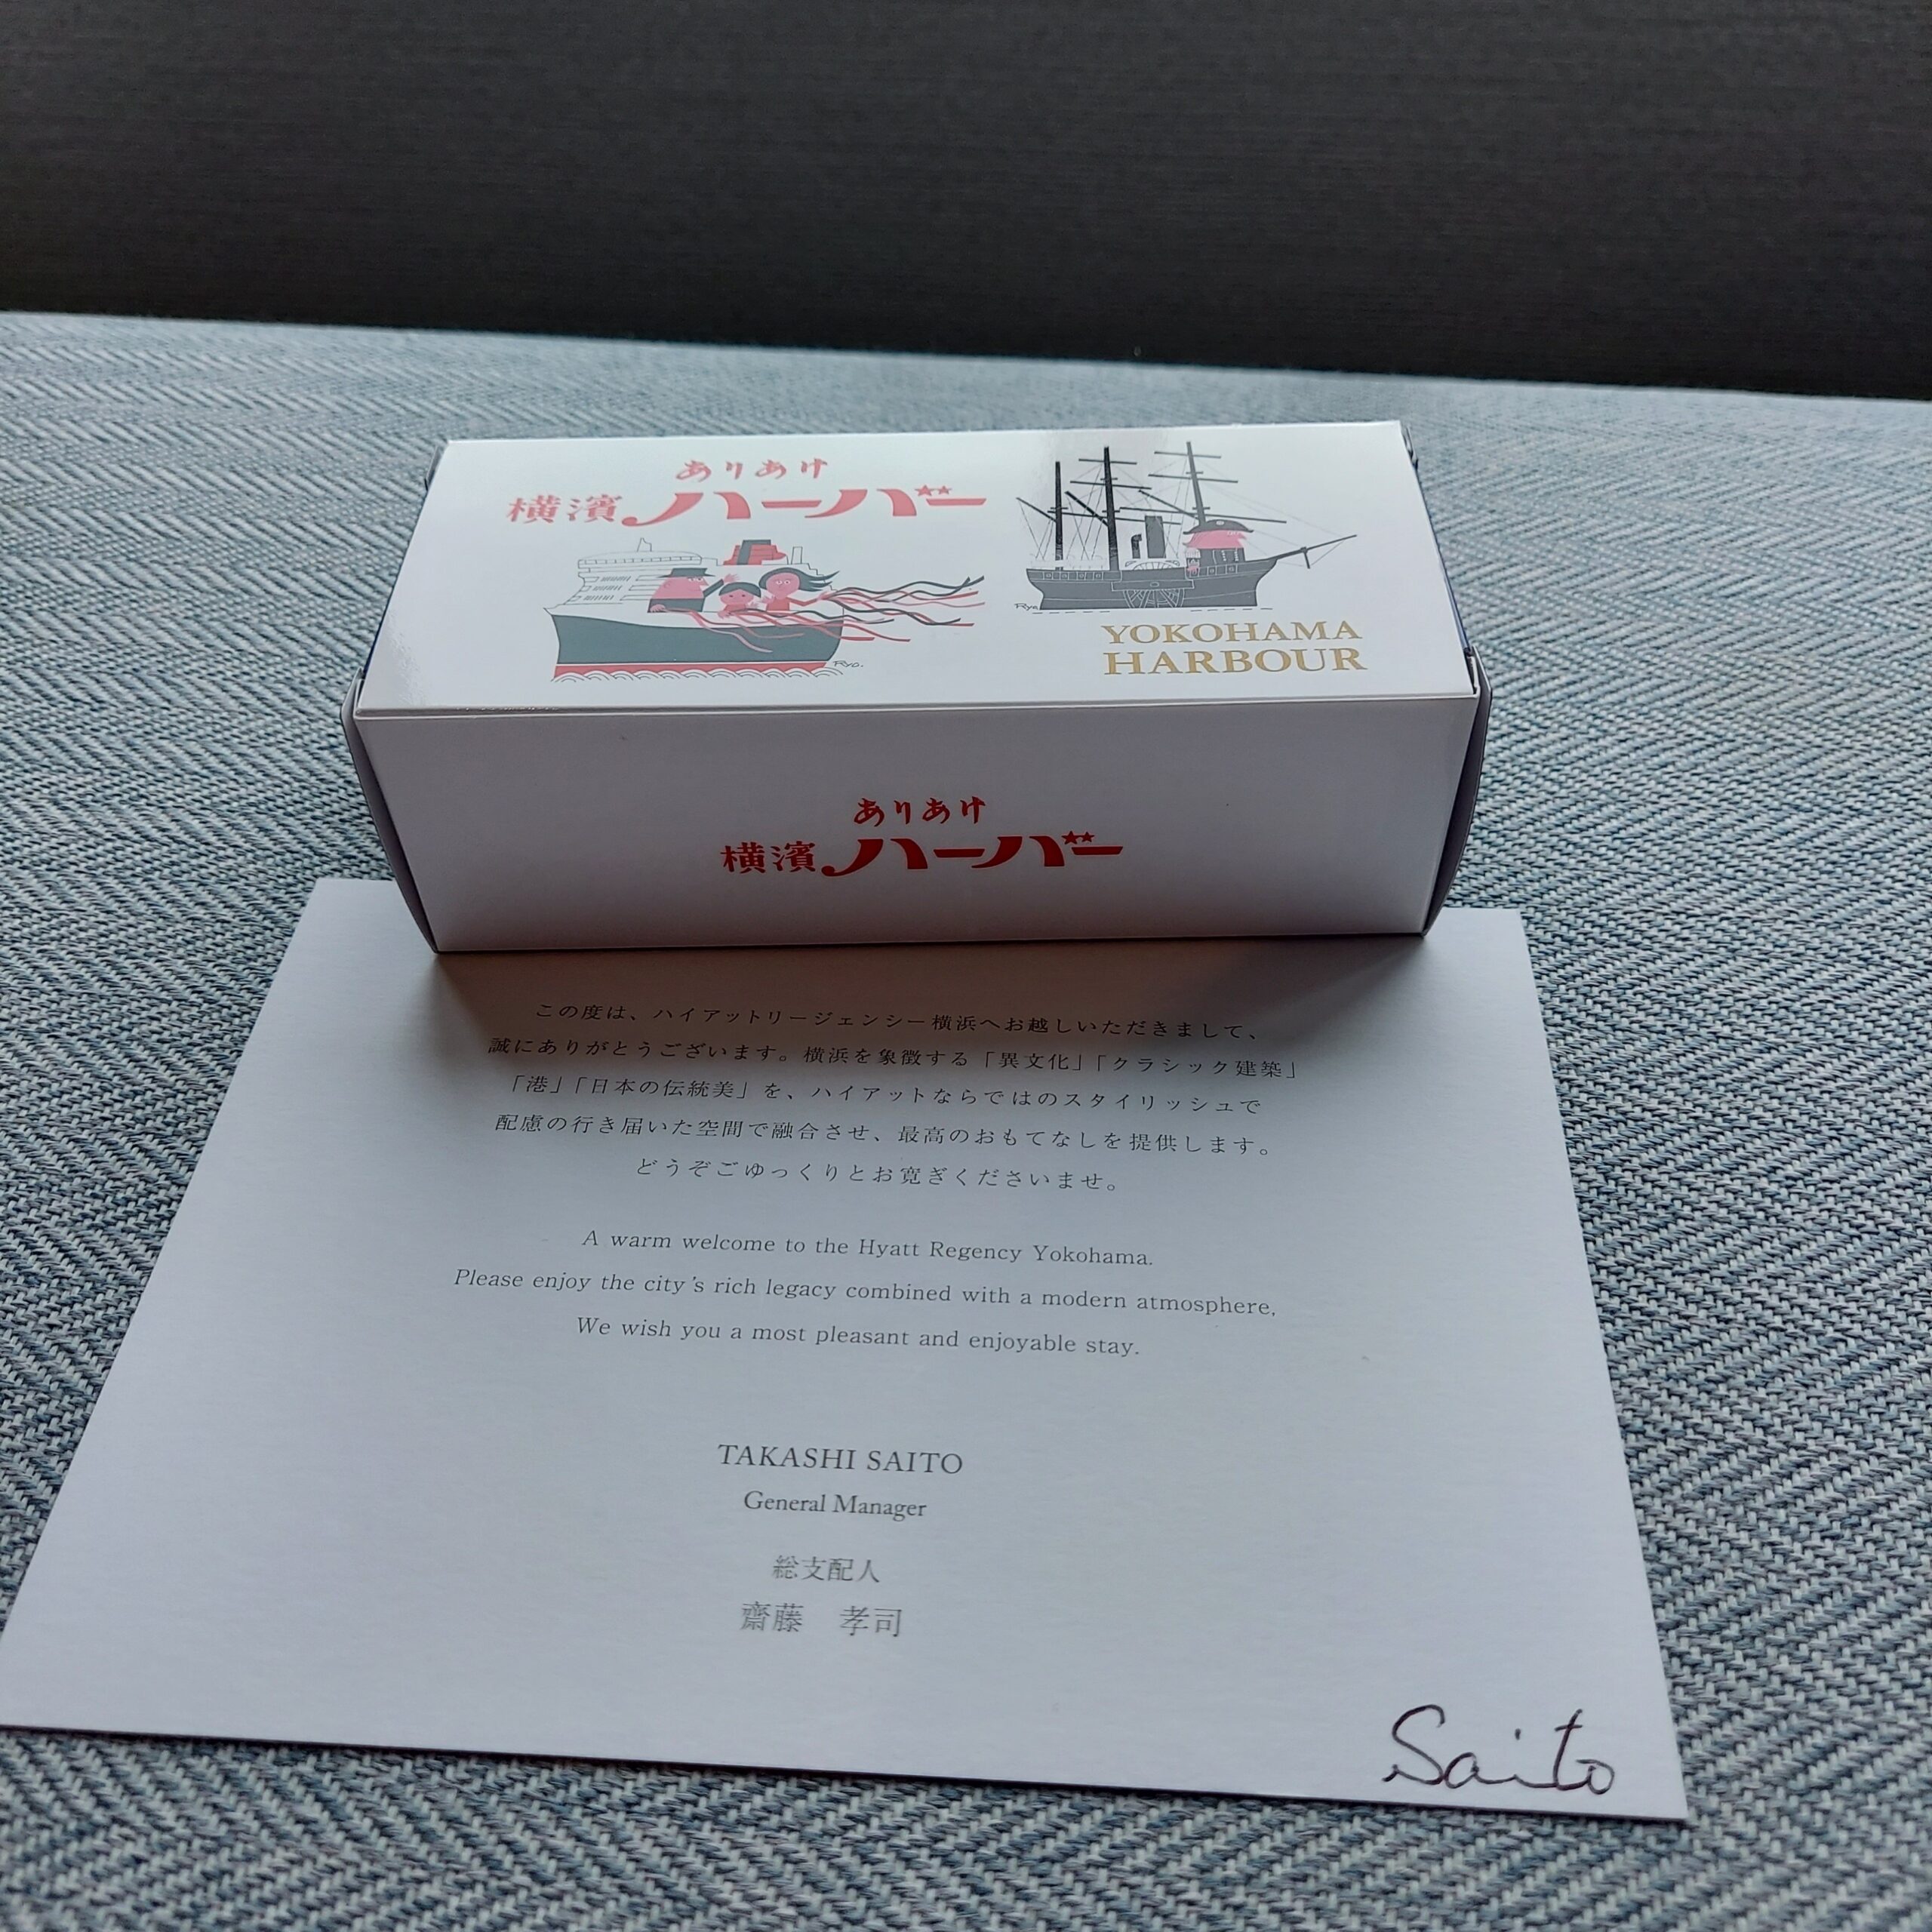 ありあけ
横濱ハーバー
Ryo.
Ryo.
YOKOHAMA
HARBOUR
ありあけ
横濱ハーバー
この度は、ハイアットリージェンシー横浜へお越しいただきまして、
誠にありがとうございます。横浜を象徴する「異文化」「クラシック建築」
「港」「日本の伝統美」を、ハイアットならではのスタイリッシュで
配慮の行き届いた空間で融合させ、最高のおもてなしを提供します。
どうぞごゆっくりとお寛ぎくださいませ。
A warm welcome to the Hyatt Regency Yokohama.
Please enjoy the city's rich legacy combined with a modern atmosphere.
We wish you a most pleasant and enjoyable stay.
TAKASHI SAITO
General Manager
総支配人
齋藤　孝司
Saito